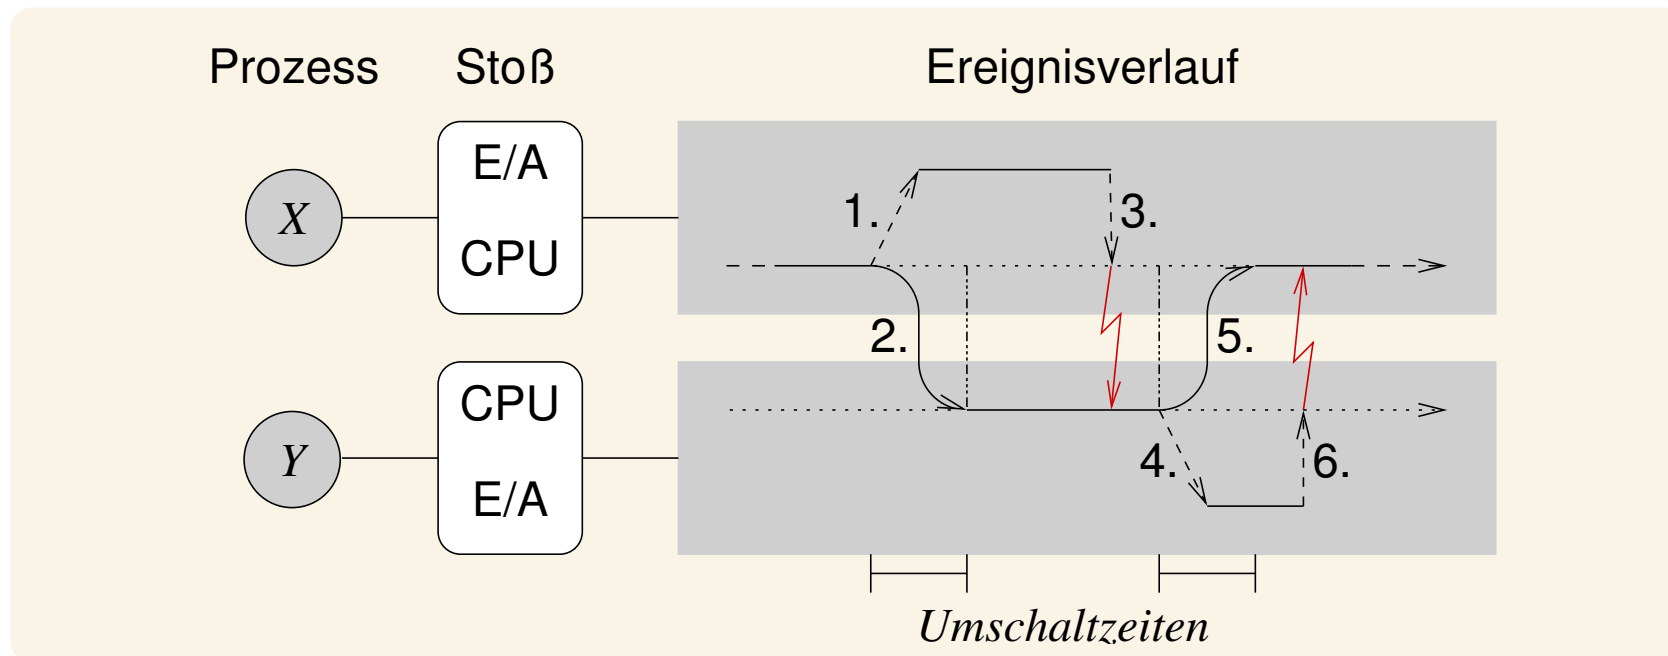 Prozess Stoß Ereignisverlauf
E/A
X
CPU
1.
3.
2.
5.
CPU
Y
E/A
4.
6.
Umschaltzeiten